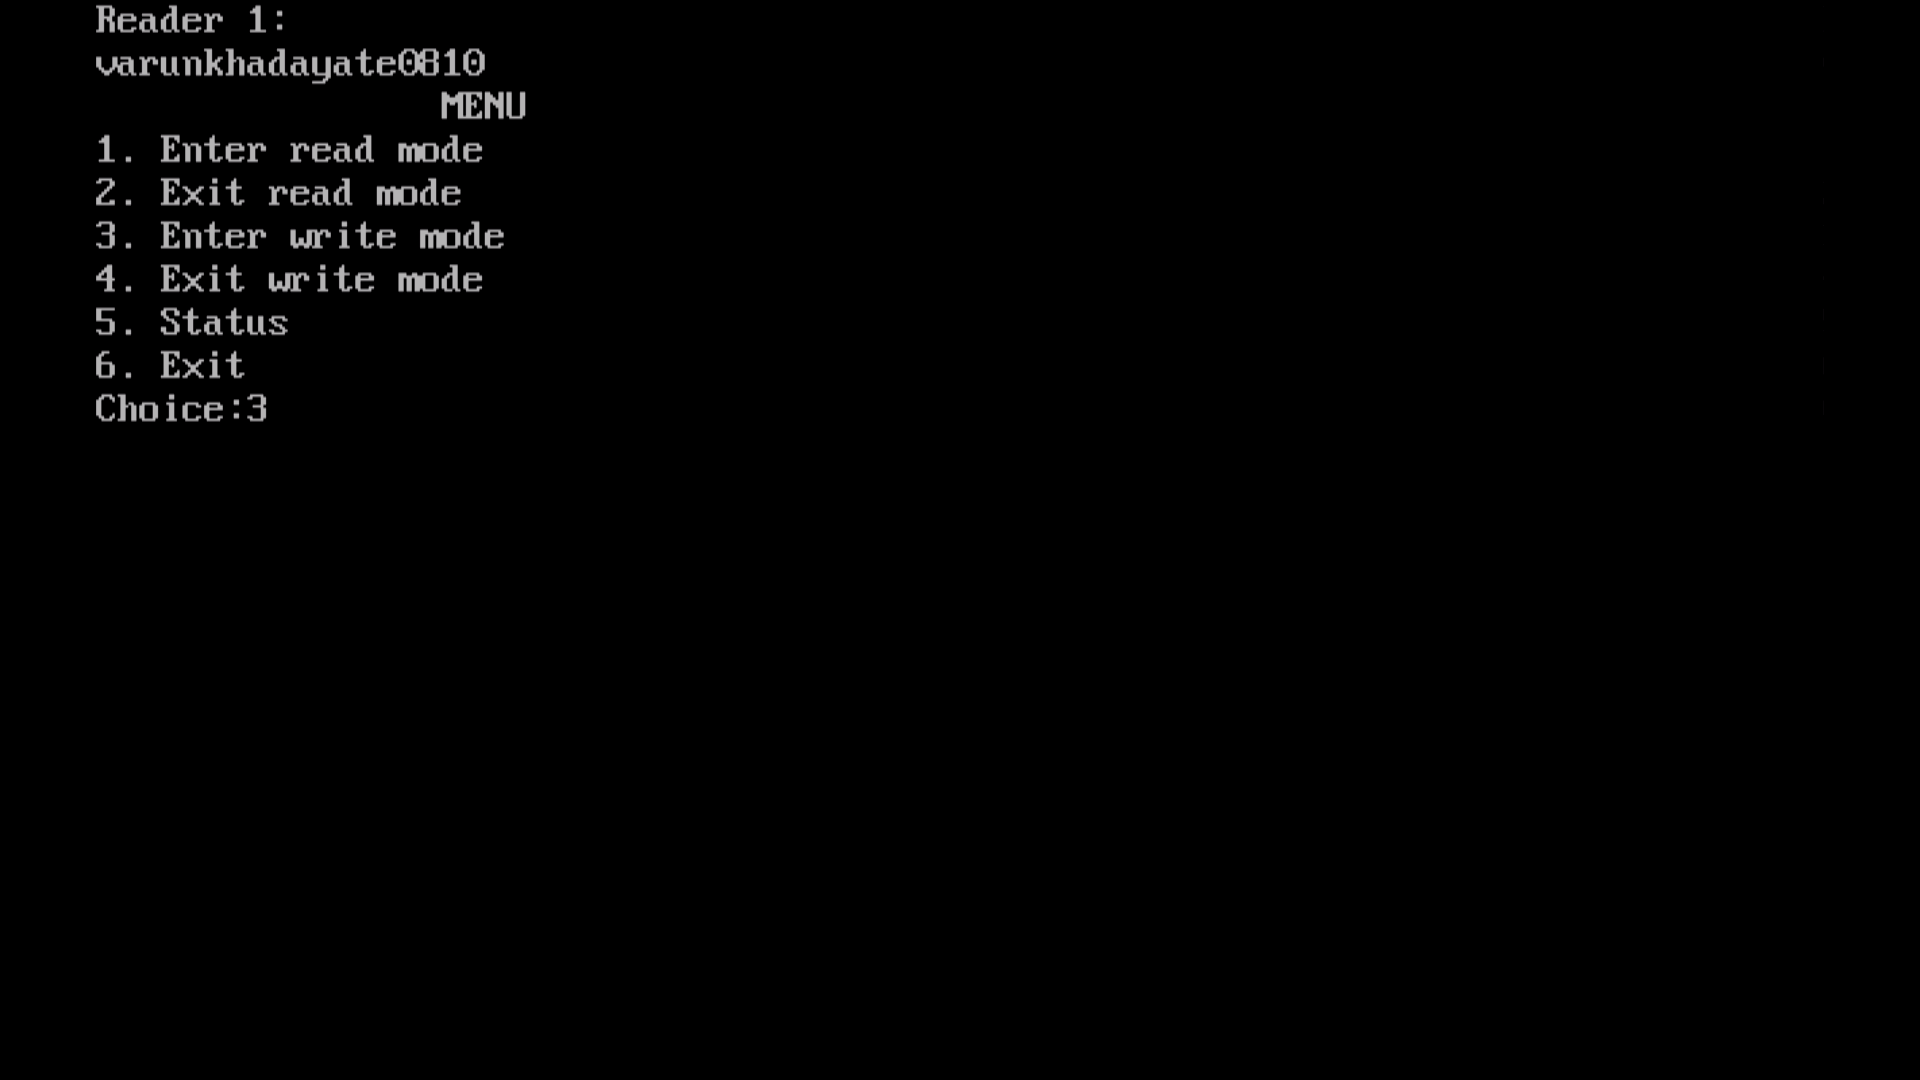 Reader 1:
varunkhadayate0810
MENU
1. Enter read mode
2. Exit read mode
3. Enter write mode
4. Exit write mode
5. Status
6. Exit
Choice:3